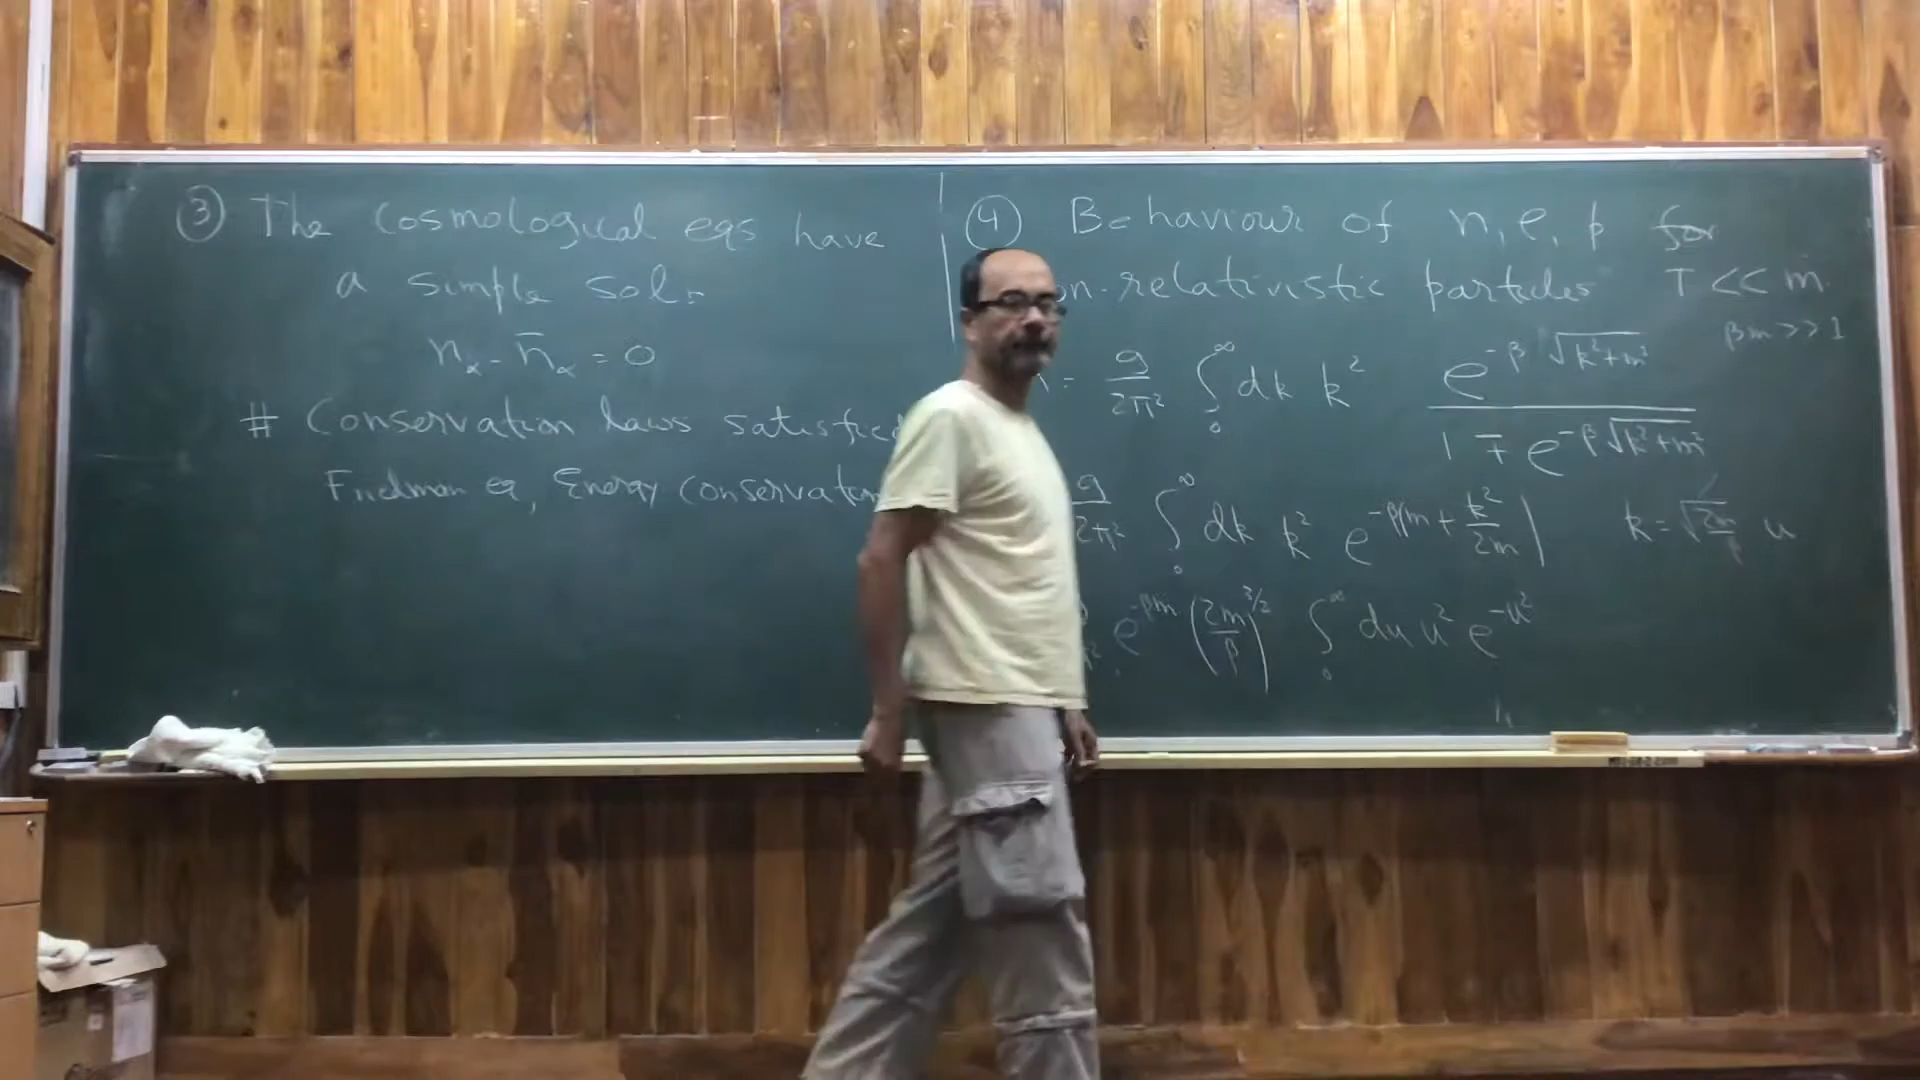 ③ The Cosmological eqs have
a simple sol:
n_α - n̄_α = 0
# Conservation laws satisfied
Friedman eq, Energy conservation
④ Behaviour of n, e, p for
non-relativistic particles T << m
βm >> 1
n = g/2π² ∫₀^∞ dk k² e^{-β√(k²+m²)} / (1 ∓ e^{-β√(k²+m²)})
g/2π² ∫₀^∞ dk k² e^{-β(m + k²/2m)} k = √(2m/β) u
e^{-βm} (2m/β)^{3/2} ∫₀^∞ du u² e^{-u²}